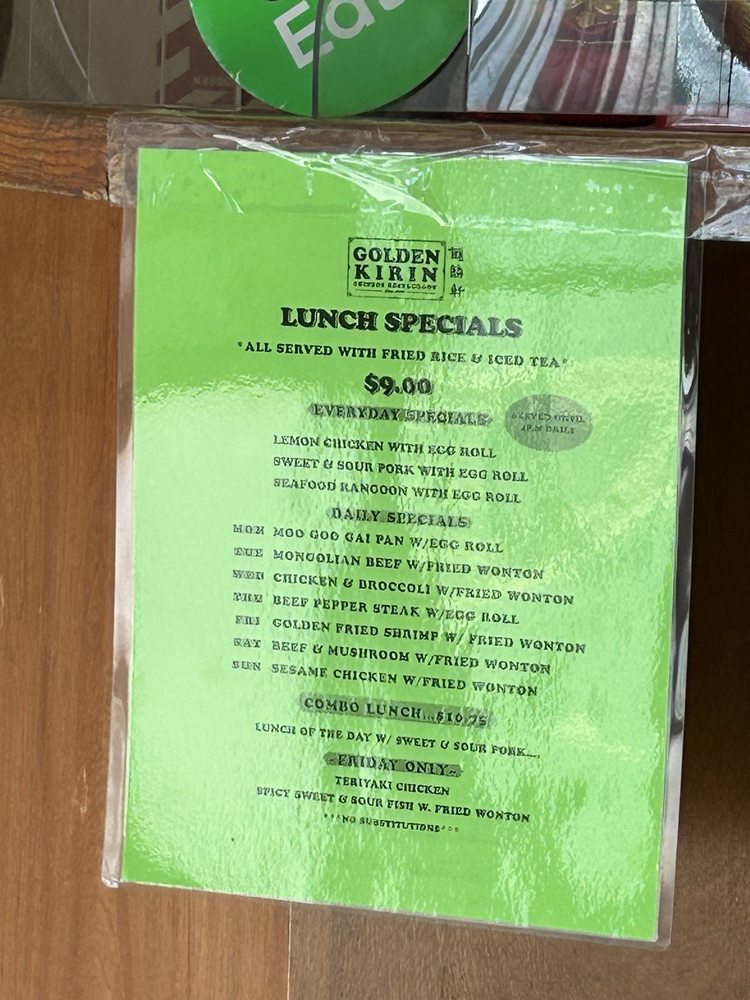 Eat
GOLDEN
KIRIN
LUNCH SPECIALS
*ALL SERVED WITH FRIED RICE & ICED TEA*
$9.00
EVERYDAY SPECIALS
SERVED UNTIL
DAILY
LEMON CHICKEN WITH EGG ROLL
SWEET & SOUR PORK WITH EGG ROLL
SEAFOOD RANGOON WITH EGG ROLL
DAILY SPECIALS
MON MOO GOO GAI PAN W/EGG ROLL
TUE MONGOLIAN BEEF W/FRIED WONTON
WED CHICKEN & BROCCOLI W/FRIED WONTON
THR BEEF PEPPER STEAK W/EGG ROLL
FRI GOLDEN FRIED SHRIMP W/ FRIED WONTON
SAT BEEF & MUSHROOM W/FRIED WONTON
SUN SESAME CHICKEN W/FRIED WONTON
COMBO LUNCH...$10.75
LUNCH OF THE DAY W/ SWEET & SOUR PORK....
~FRIDAY ONLY~
TERIYAKI CHICKEN
SPICY SWEET & SOUR FISH W. FRIED WONTON
***NO SUBSTITUTIONS***